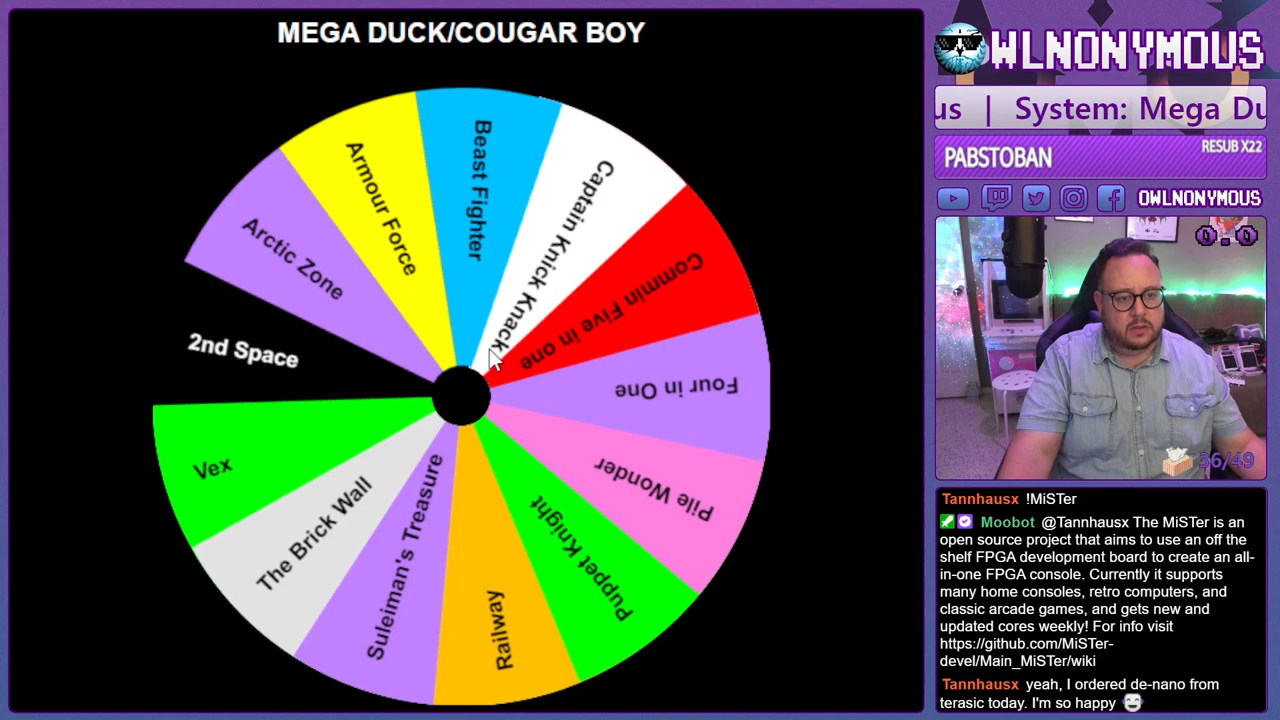 MEGA DUCK/COUGAR BOY
2nd Space
Arctic Zone
Armour Force
Beast Fighter
Captain Knick Knack
Commin Five in one
Four in One
Pile Wonder
Puppet Knight
Railway
Suleiman's Treasure
The Brick Wall
Vex
WLNONYMOUS
us | System: Mega Du
PABSTOBAN RESUB X22
OWLNONYMOUS
0.0
36/49
Tannhausx !MiSTer
Moobot @Tannhausx The MiSTer is an
open source project that aims to use an off the
shelf FPGA development board to create an all-
in-one FPGA console. Currently it supports
many home consoles, retro computers, and
classic arcade games, and gets new and
updated cores weekly! For info visit
https://github.com/MiSTer-
devel/Main_MiSTer/wiki
Tannhausx yeah, I ordered de-nano from
terasic today. I'm so happy